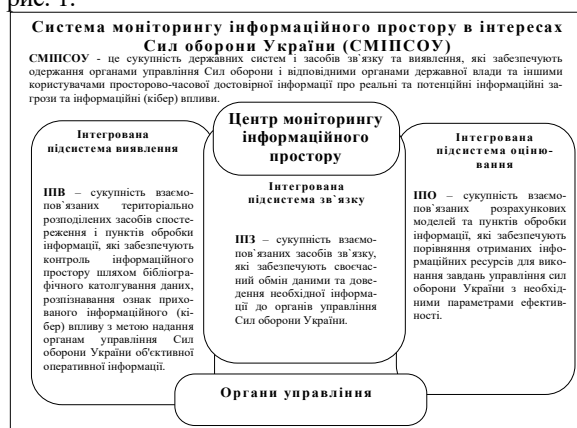 рис. 1.
Система моніторингу інформаційного простору в інтересах
Сил оборони України (СМІПСОУ)
СМІПСОУ - це сукупність державних систем і засобів зв`язку та виявлення, які забезпечують
одержання органами управління Сил оборони і відповідними органами державної влади та іншими
користувачами просторово-часової достовірної інформації про реальні та потенційні інформаційні за-
грози та інформаційні (кібер) впливи.
Центр моніторингу
інформаційного
простору
Інтегрована
підсистема виявлення
ІПВ – сукупність взаємо-
пов`язаних територіально
розподілених засобів спосте-
реження і пунктів обробки
інформації, які забезпечують
контроль інформаційного
простору шляхом бібліогра-
фічного католгування даних,
розпізнавання ознак прихо-
ваного інформаційного (кі-
бер) впливу з метою надання
органам управління Сил
оборони України об'єктивної
оперативної інформації.
Інтегрована
підсистема зв`язку
ІПЗ – сукупність взаємо-
пов`язаних засобів зв`язку,
які забезпечують своєчас-
ний обмін даними та дове-
дення необхідної інформа-
ції до органів управління
Сил оборони України.
Інтегрована
підсистема оціню-
вання
ІПО – сукупність взаємо-
пов`язаних розрахункових
моделей та пунктів обробки
інформації, які забезпечують
порівняння отриманих інфо-
рмаційних ресурсів для вико-
нання завдань управління сил
оборони України з необхід-
ними параметрами ефектив-
ності.
Органи управління